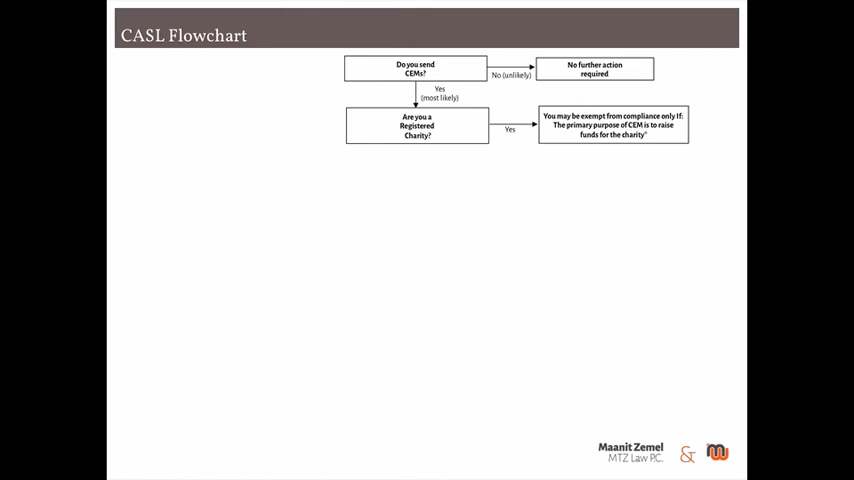 CASL Flowchart
Do you send
CEMs?
No (unlikely)
No further action
required
Yes
(most likely)
Are you a
Registered
Charity?
Yes
You may be exempt from compliance only If:
The primary purpose of CEM is to raise
funds for the charity"
Maanit Zemel
MTZ Law P.C.
&
m